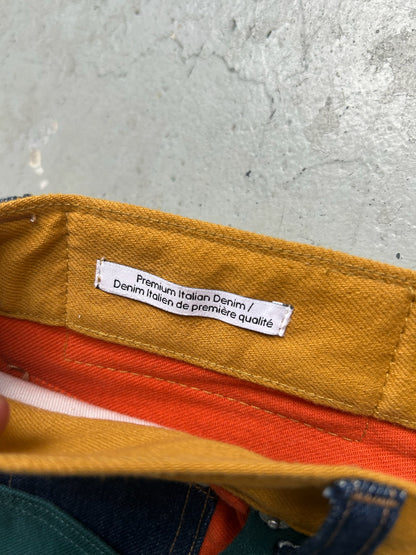 Premium Italian Denim /
Denim Italien de première qualité